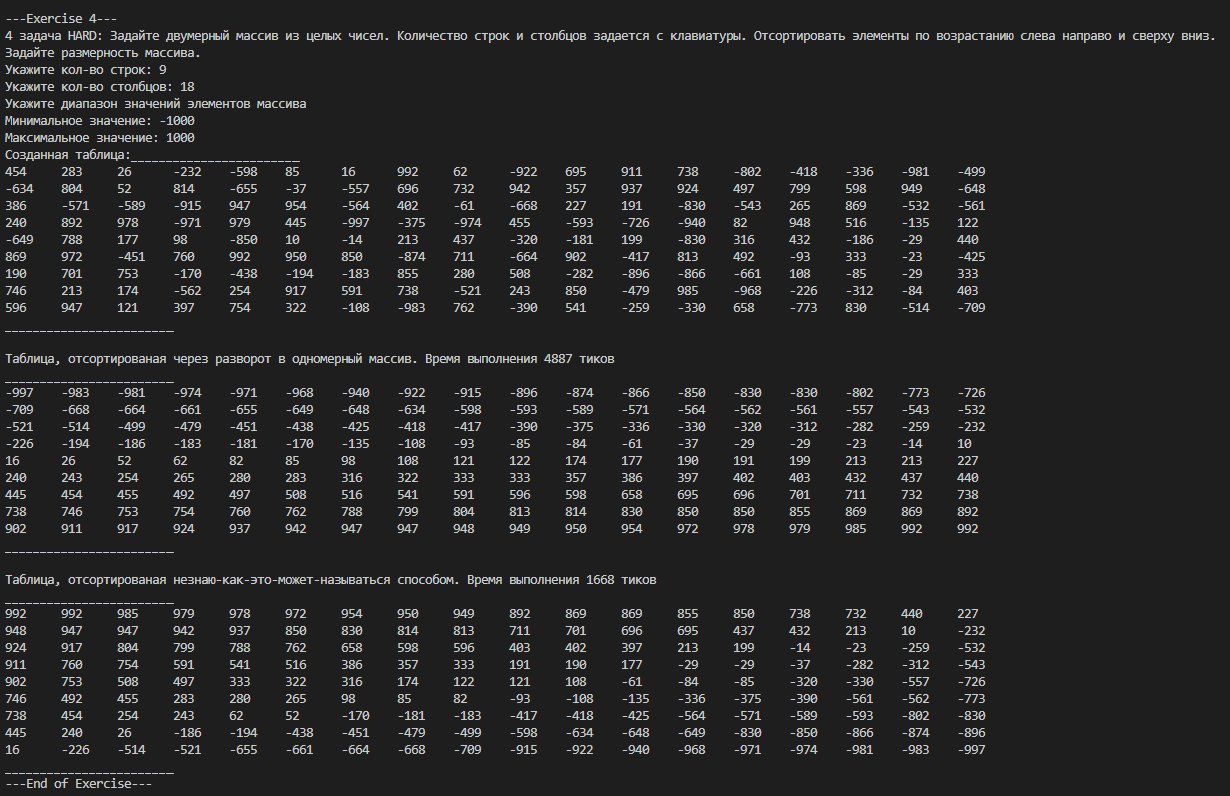 ---Exercise 4---
4 задача HARD: Задайте двумерный массив из целых чисел. Количество строк и столбцов задается с клавиатуры. Отсортировать элементы по возрастанию слева направо и сверху вниз.
Задайте размерность массива.
Укажите кол-во строк: 9
Укажите кол-во столбцов: 18
Укажите диапазон значений элементов массива
Минимальное значение: -1000
Максимальное значение: 1000
Созданная таблица:________________________
454 283 26 -232 -598 85 16 992 62 -922 695 911 738 -802 -418 -336 -981 -499
-634 804 52 814 -655 -37 -557 696 732 942 357 937 924 497 799 598 949 -648
386 -571 -589 -915 947 954 -564 402 -61 -668 227 191 -830 -543 265 869 -532 -561
240 892 978 -971 979 445 -997 -375 -974 455 -593 -726 -940 82 948 516 -135 122
-649 788 177 98 -850 10 -14 213 437 -320 -181 199 -830 316 432 -186 -29 440
869 972 -451 760 992 950 850 -874 711 -664 902 -417 813 492 -93 333 -23 -425
190 701 753 -170 -438 -194 -183 855 280 508 -282 -896 -866 -661 108 -85 -29 333
746 213 174 -562 254 917 591 738 -521 243 850 -479 985 -968 -226 -312 -84 403
596 947 121 397 754 322 -108 -983 762 -390 541 -259 -330 658 -773 830 -514 -709
________________________
Таблица, отсортированая через разворот в одномерный массив. Время выполнения 4887 тиков
________________________
-997 -983 -981 -974 -971 -968 -940 -922 -915 -896 -874 -866 -850 -830 -830 -802 -773 -726
-709 -668 -664 -661 -655 -649 -648 -634 -598 -593 -589 -571 -564 -562 -561 -557 -543 -532
-521 -514 -499 -479 -451 -438 -425 -418 -417 -390 -375 -336 -330 -320 -312 -282 -259 -232
-226 -194 -186 -183 -181 -170 -135 -108 -93 -85 -84 -61 -37 -29 -29 -23 -14 10
16 26 52 62 82 85 98 108 121 122 174 177 190 191 199 213 213 227
240 243 254 265 280 283 316 322 333 333 357 386 397 402 403 432 437 440
445 454 455 492 497 508 516 541 591 596 598 658 695 696 701 711 732 738
738 746 753 754 760 762 788 799 804 813 814 830 850 850 855 869 869 892
902 911 917 924 937 942 947 947 948 949 950 954 972 978 979 985 992 992
________________________
Таблица, отсортированая незнаю-как-это-может-называться способом. Время выполнения 1668 тиков
________________________
992 992 985 979 978 972 954 950 949 892 869 869 855 850 738 732 440 227
948 947 947 942 937 850 830 814 813 711 701 696 695 437 432 213 10 -232
924 917 804 799 788 762 658 598 596 403 402 397 213 199 -14 -23 -259 -532
911 760 754 591 541 516 386 357 333 191 190 177 -29 -29 -37 -282 -312 -543
902 753 508 497 333 322 316 174 122 121 108 -61 -84 -85 -320 -330 -557 -726
746 492 455 283 280 265 98 85 82 -93 -108 -135 -336 -375 -390 -561 -562 -773
738 454 254 243 62 52 -170 -181 -183 -417 -418 -425 -564 -571 -589 -593 -802 -830
445 240 26 -186 -194 -438 -451 -479 -499 -598 -634 -648 -649 -830 -850 -866 -874 -896
16 -226 -514 -521 -655 -661 -664 -668 -709 -915 -922 -940 -968 -971 -974 -981 -983 -997
________________________
---End of Exercise---